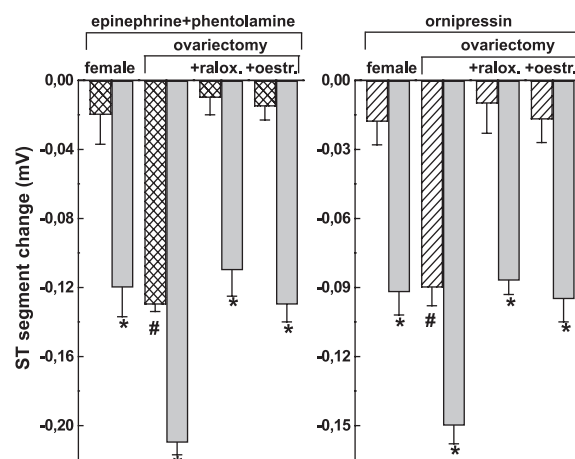 epinephrine+phentolamine
ornipressin
ovariectomy
ovariectomy
female
+ralox.
+oestr.
female
+ralox.
+oestr.
ST segment change (mV)
0,00
-0,04
-0,08
-0,12
-0,16
-0,20
0,00
-0,03
-0,06
-0,09
-0,12
-0,15
*
#
*
*
*
*
#
*
*
*